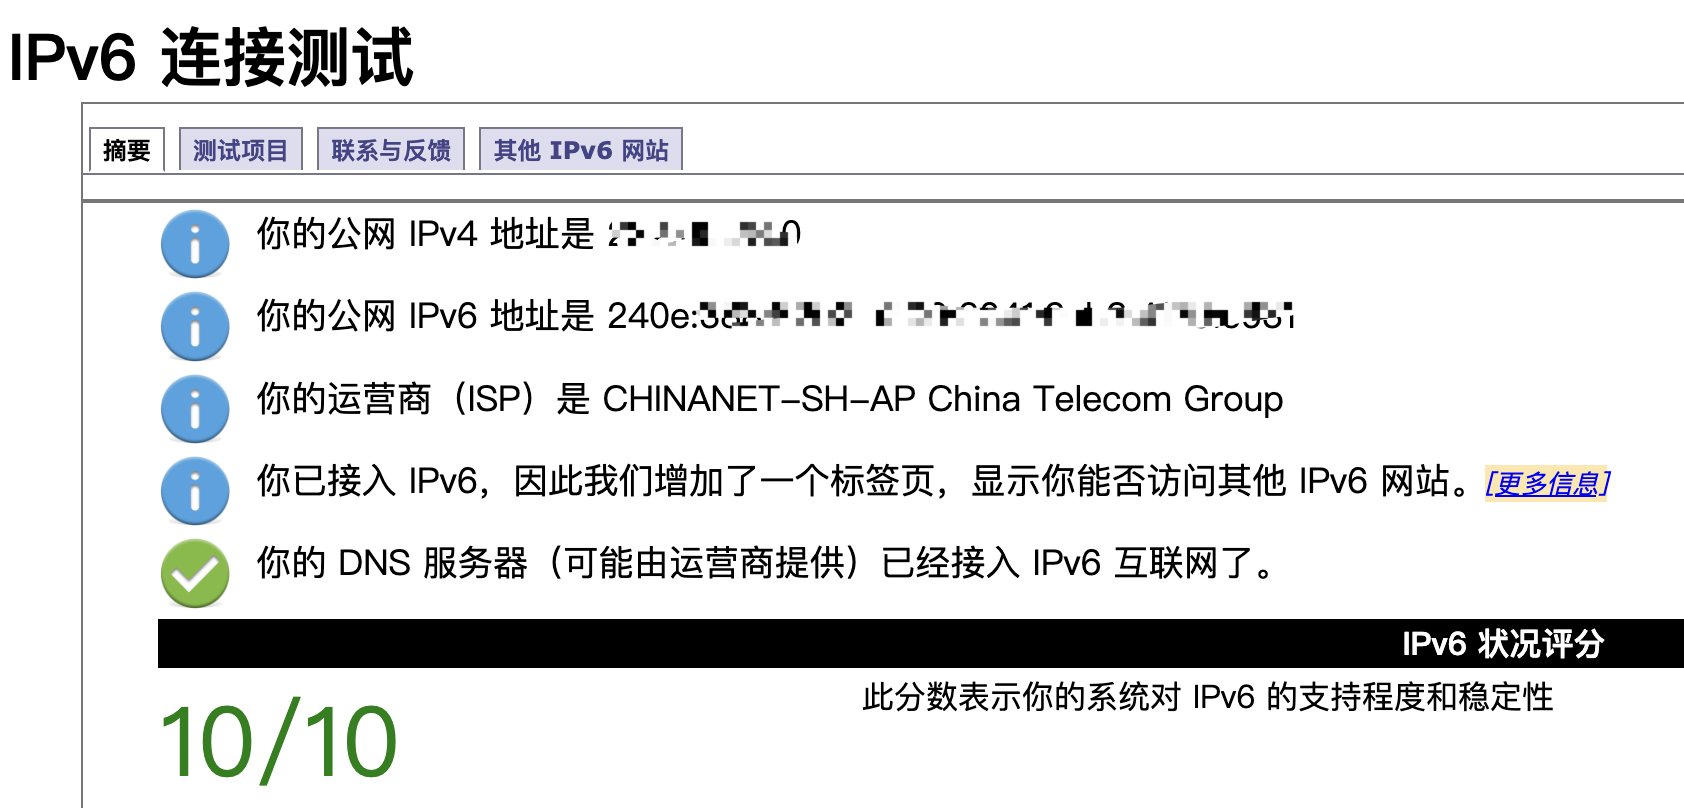 IPv6 连接测试
摘要 测试项目 联系与反馈 其他 IPv6 网站
你的公网 IPv4 地址是
你的公网 IPv6 地址是 240e:
你的运营商（ISP）是 CHINANET-SH-AP China Telecom Group
你已接入 IPv6，因此我们增加了一个标签页，显示你能否访问其他 IPv6 网站。[更多信息]
你的 DNS 服务器（可能由运营商提供）已经接入 IPv6 互联网了。
IPv6 状况评分
10/10
此分数表示你的系统对 IPv6 的支持程度和稳定性